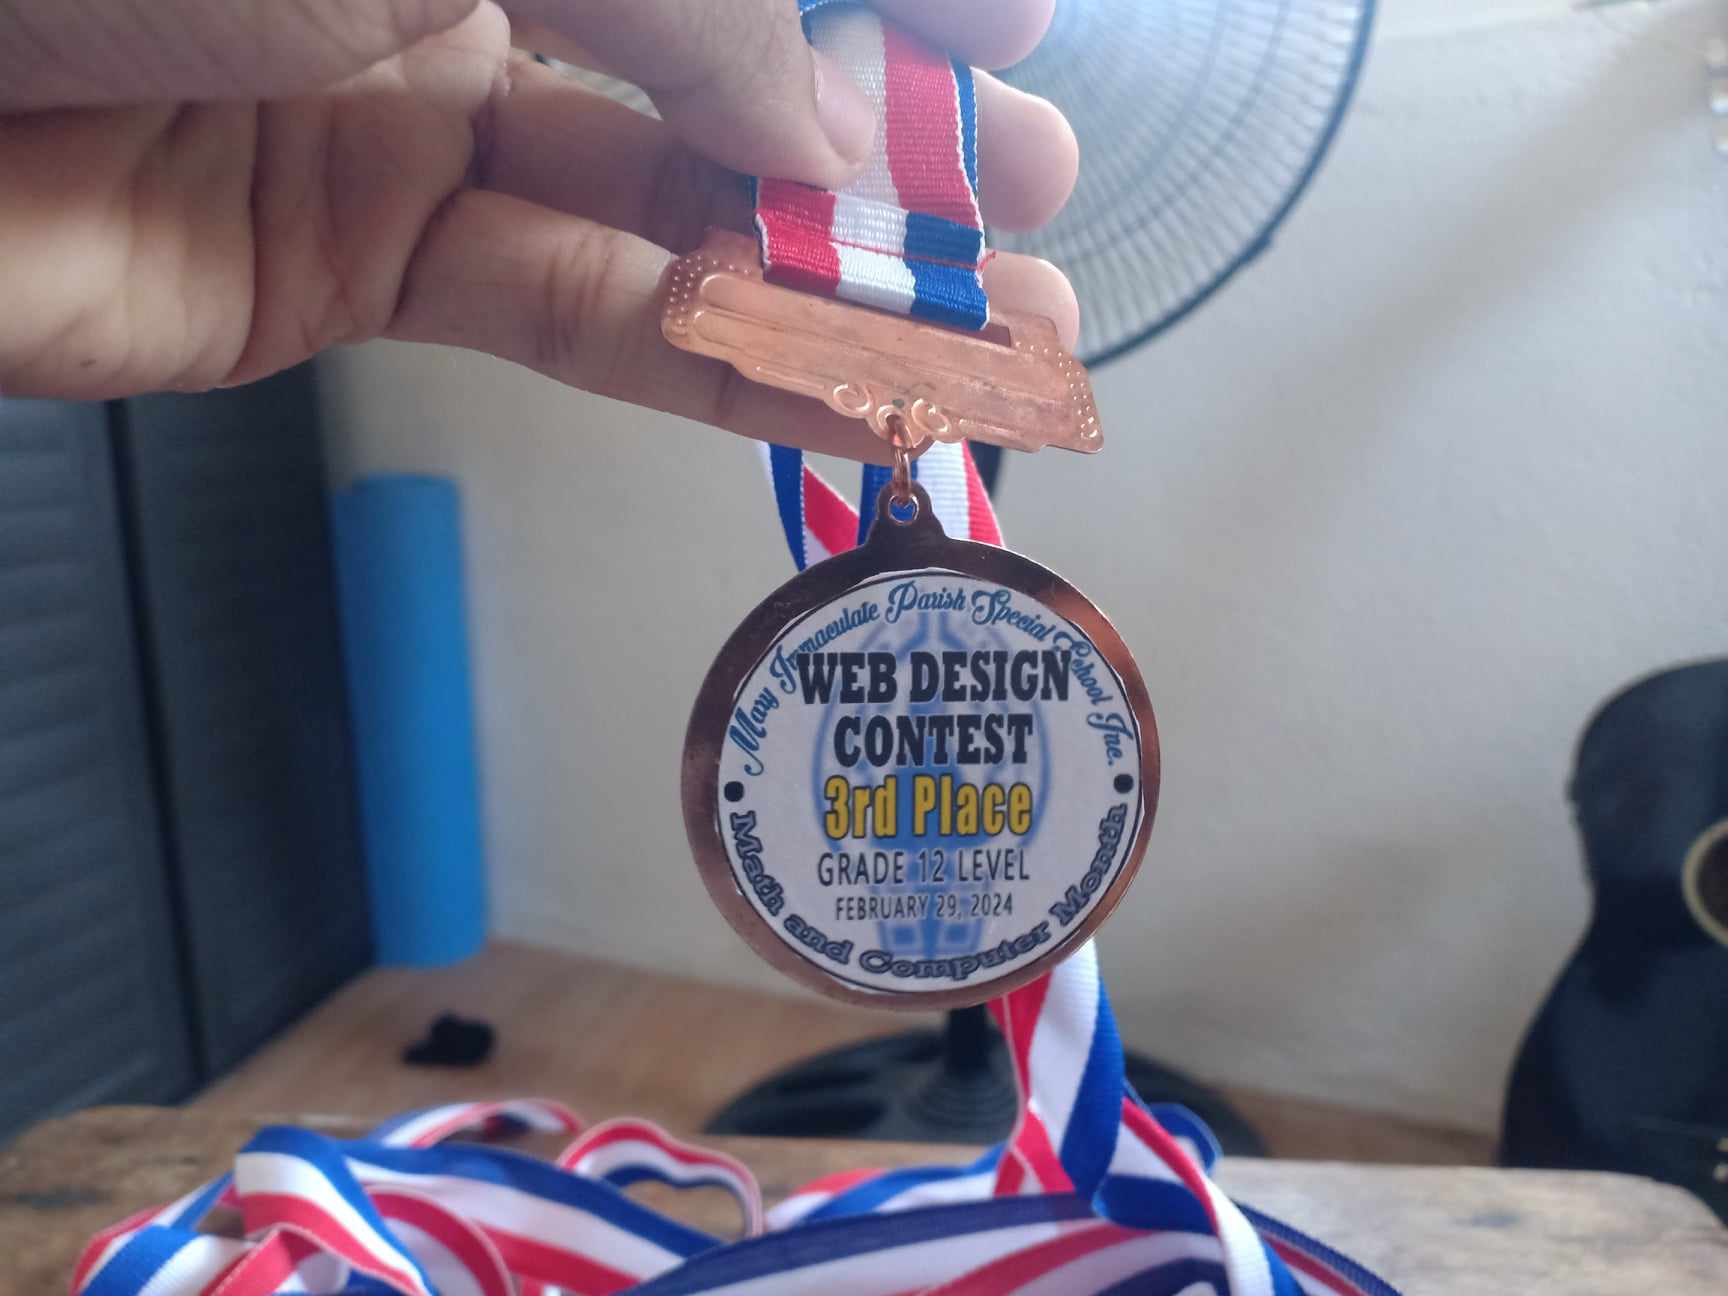 Mary Immaculate Parish Special School Inc.
WEB DESIGN
CONTEST
3rd Place
GRADE 12 LEVEL
FEBRUARY 29, 2024
Math and Computer Month